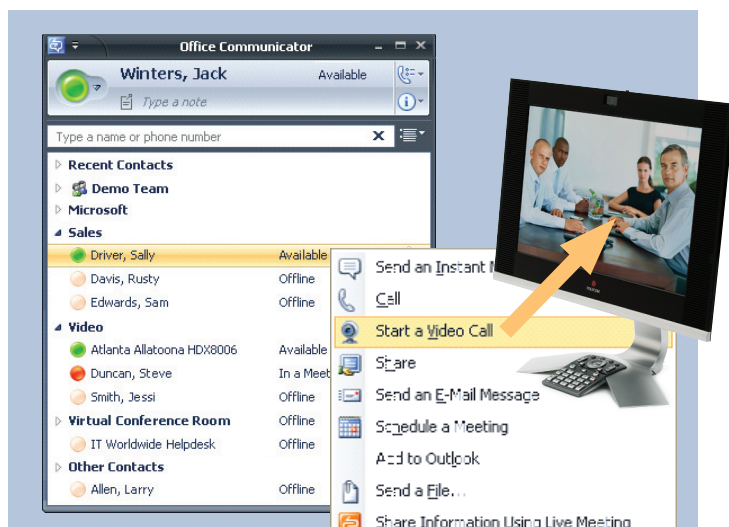 Office Communicator
Winters, Jack Available
Type a note
Type a name or phone number
Recent Contacts
Demo Team
Microsoft
Sales
Driver, Sally Available
Davis, Rusty Offline
Edwards, Sam Offline
Video
Atlanta Allatoona HDX8006 Available
Duncan, Steve In a Meet
Smith, Jessi Offline
Virtual Conference Room Offline
IT Worldwide Helpdesk Offline
Other Contacts
Allen, Larry Offline
Send an Instant
Call
Start a Video Call
Share
Send an E-Mail Message
Schedule a Meeting
Add to Outlook
Send a File...
Share Information Using Live Meeting